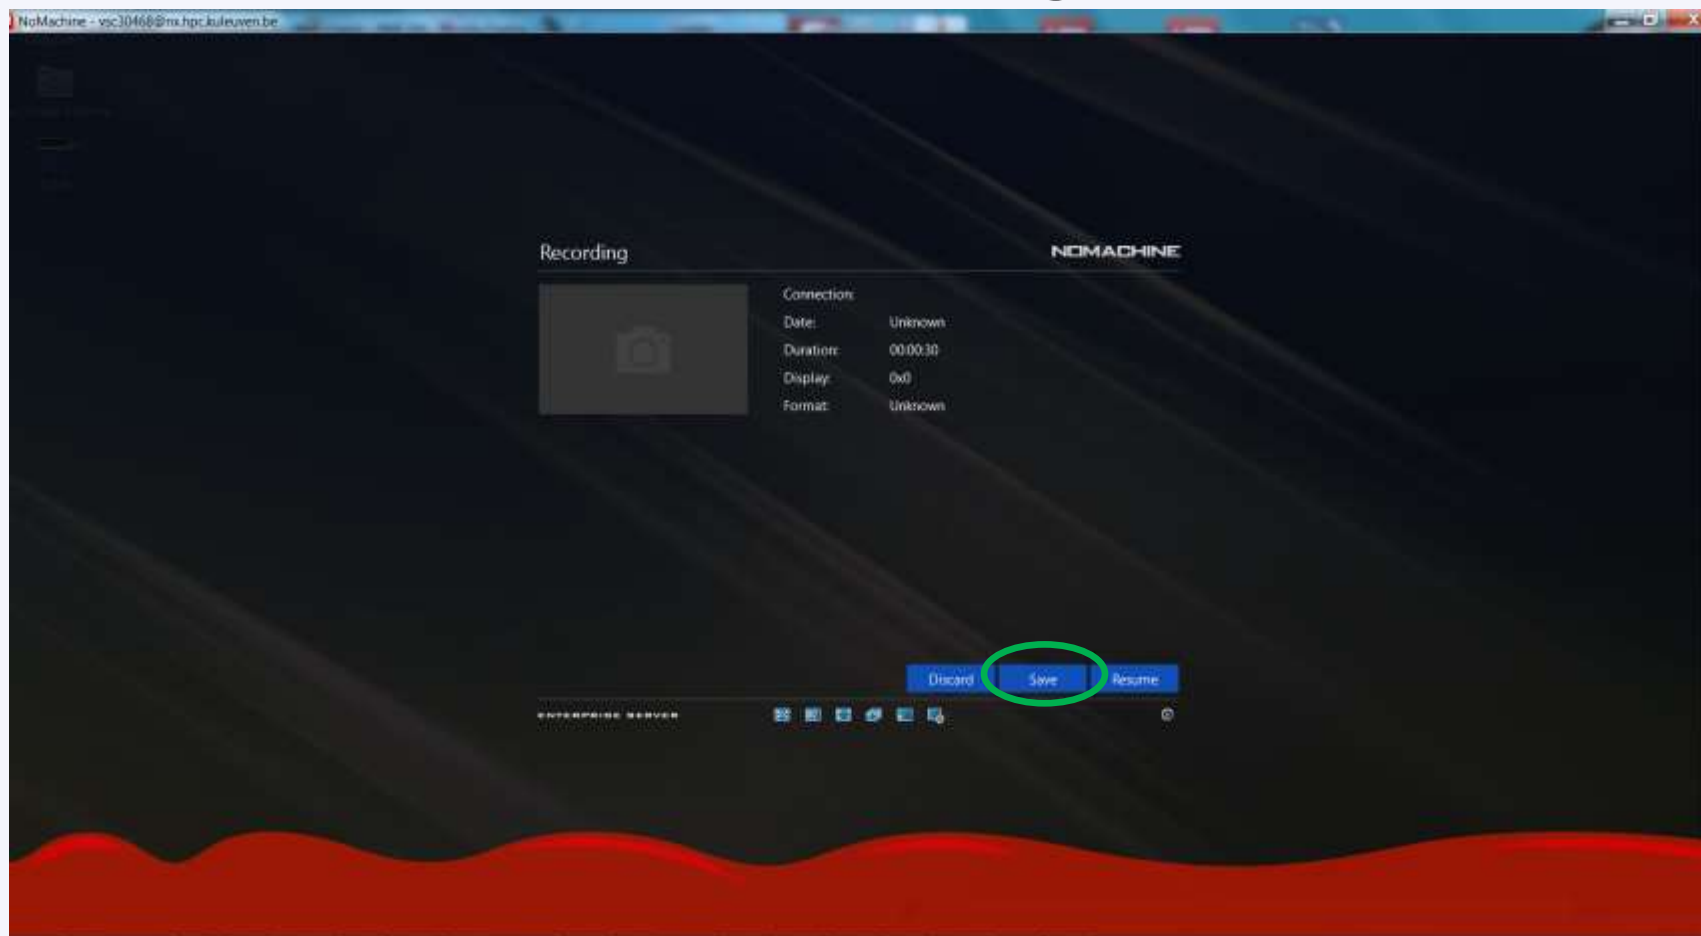 NoMachine - vsc30468@nx.hpc.kuleuven.be
Recording
NOMACHINE
Connection:
Date: Unknown
Duration: 00:00:30
Display: 0x0
Format: Unknown
Discard Save Resume
ENTERPRISE SERVER